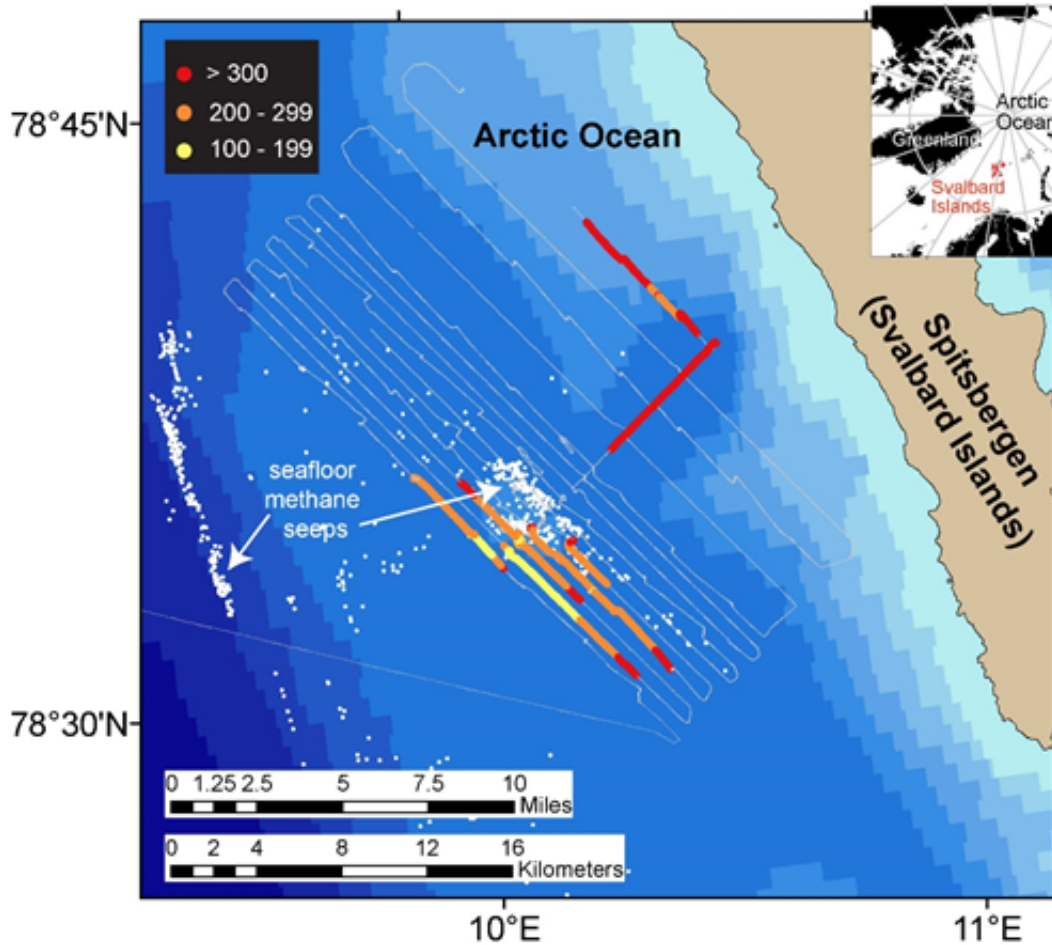 > 300
200 - 299
100 - 199
78°45'N
Arctic Ocean
Arctic
Ocean
Greenland
Svalbard
Islands
Spitsbergen
(Svalbard Islands)
seafloor
methane
seeps
78°30'N
0 1.25 2.5 5 7.5 10
Miles
0 2 4 8 12 16
Kilometers
10°E
11°E